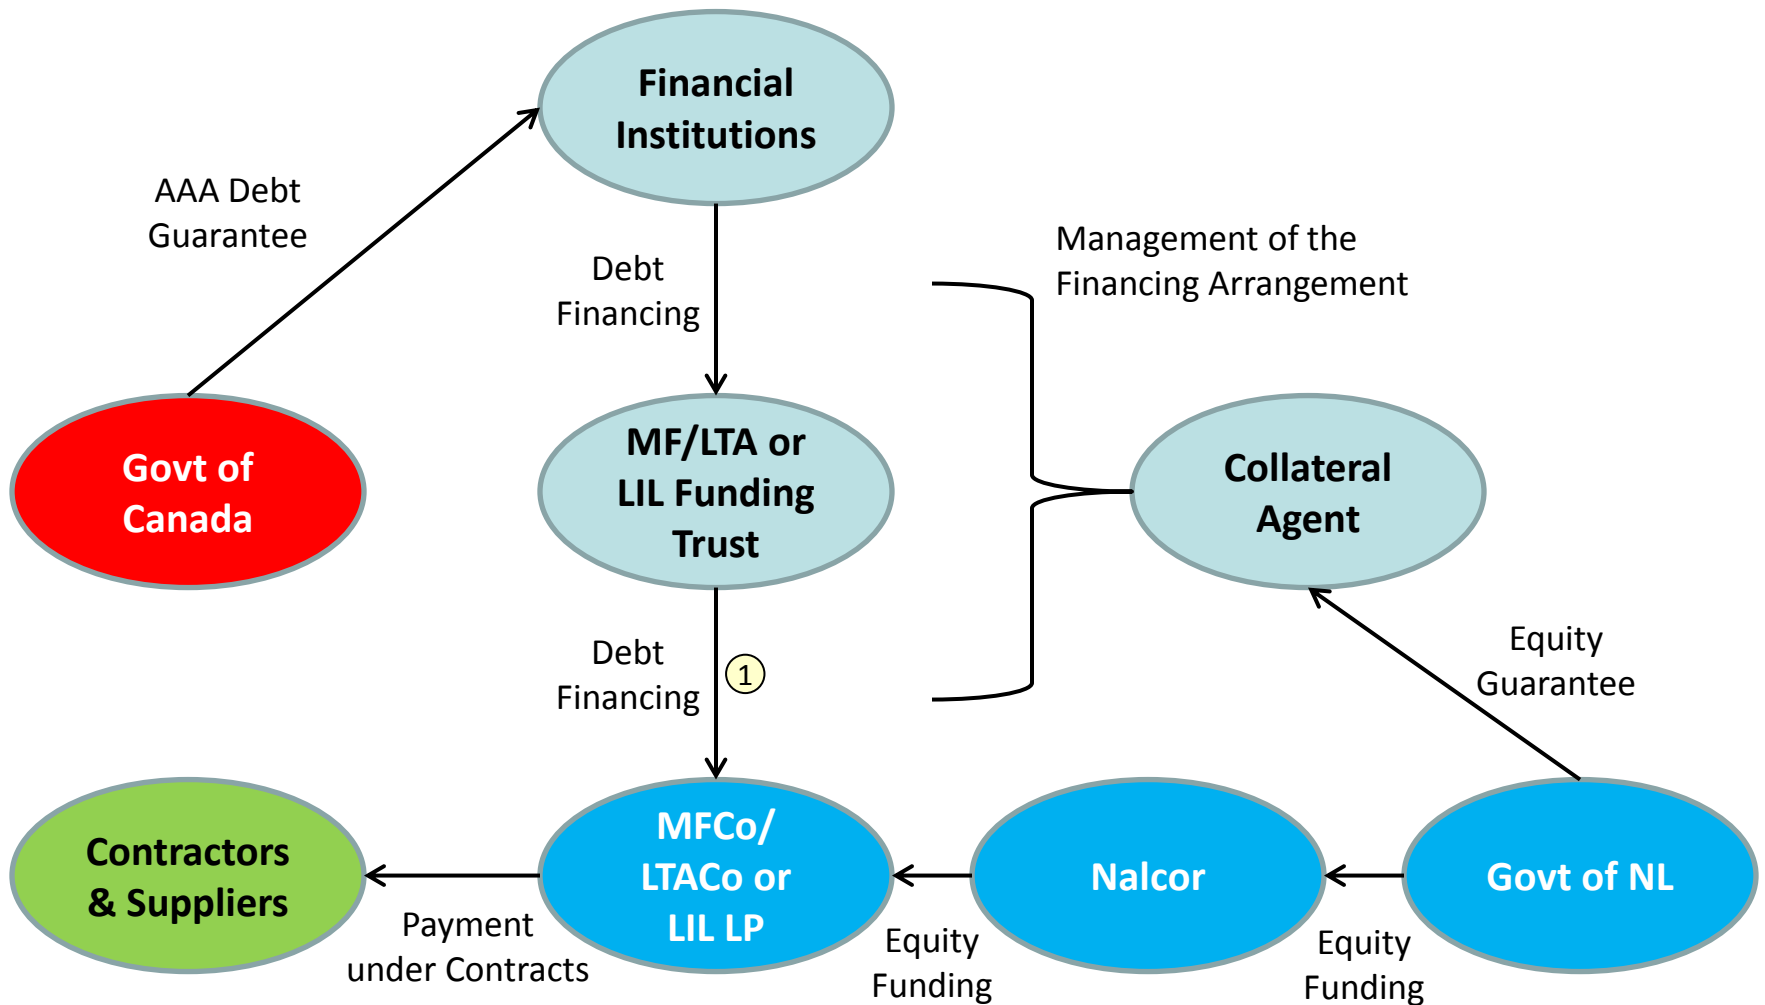 Financial
Institutions
AAA Debt
Guarantee
Debt
Financing
Management of the
Financing Arrangement
Govt of
Canada
MF/LTA or
LIL Funding
Trust
Collateral
Agent
Debt
Financing
1
Equity
Guarantee
Contractors
& Suppliers
Payment
under Contracts
MFCo/
LTACo or
LIL LP
Equity
Funding
Nalcor
Equity
Funding
Govt of NL